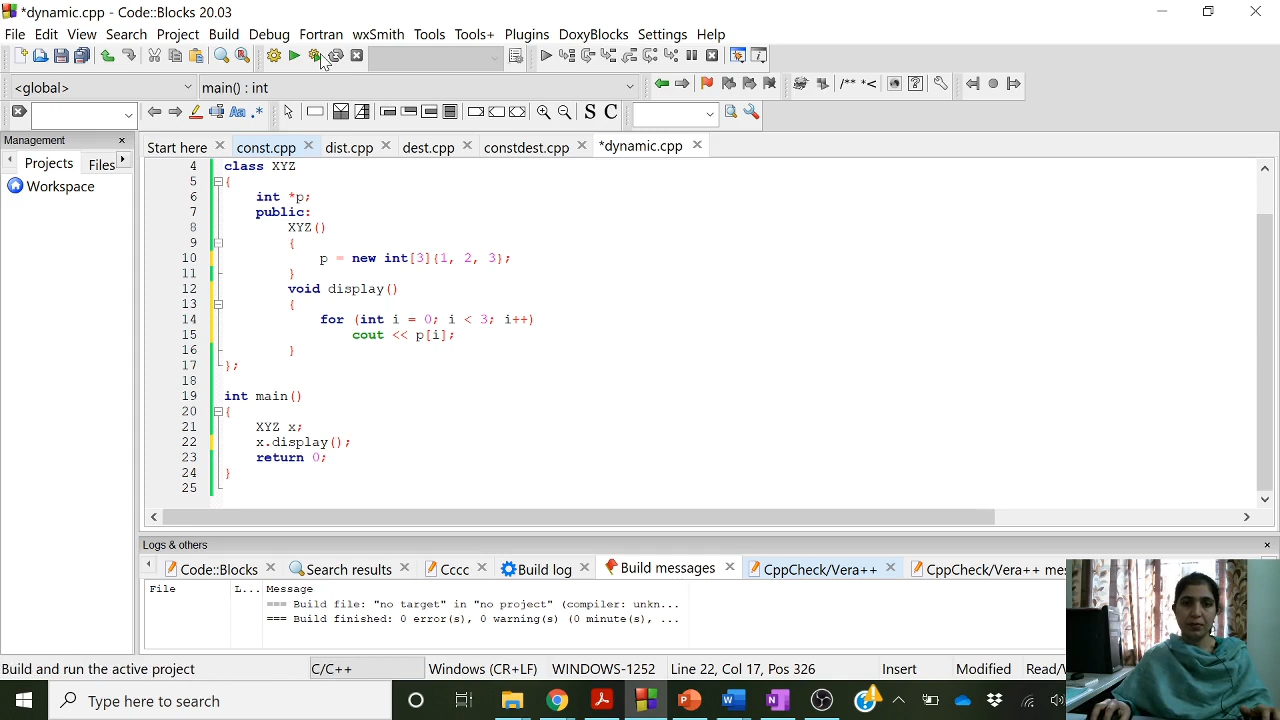 *dynamic.cpp - Code::Blocks 20.03
File Edit View Search Project Build Debug Fortran wxSmith Tools Tools+ Plugins DoxyBlocks Settings Help
<global> main() : int
/** *<
Aa .* S C
Management
Start here const.cpp dist.cpp dest.cpp constdest.cpp *dynamic.cpp
Projects Files
Workspace
4 class XYZ
5 {
6 int *p;
7 public:
8 XYZ()
9 {
10 p = new int[3]{1, 2, 3};
11 }
12 void display()
13 {
14 for (int i = 0; i < 3; i++)
15 cout << p[i];
16 }
17 };
18
19 int main()
20 {
21 XYZ x;
22 x.display();
23 return 0;
24 }
25
Logs & others
Code::Blocks Search results Cccc Build log Build messages CppCheck/Vera++ CppCheck/Vera++ mes
File L... Message
=== Build file: "no target" in "no project" (compiler: unkn...
=== Build finished: 0 error(s), 0 warning(s) (0 minute(s), ...
Build and run the active project C/C++ Windows (CR+LF) WINDOWS-1252 Line 22, Col 17, Pos 326 Insert Modified Read/
Type here to search